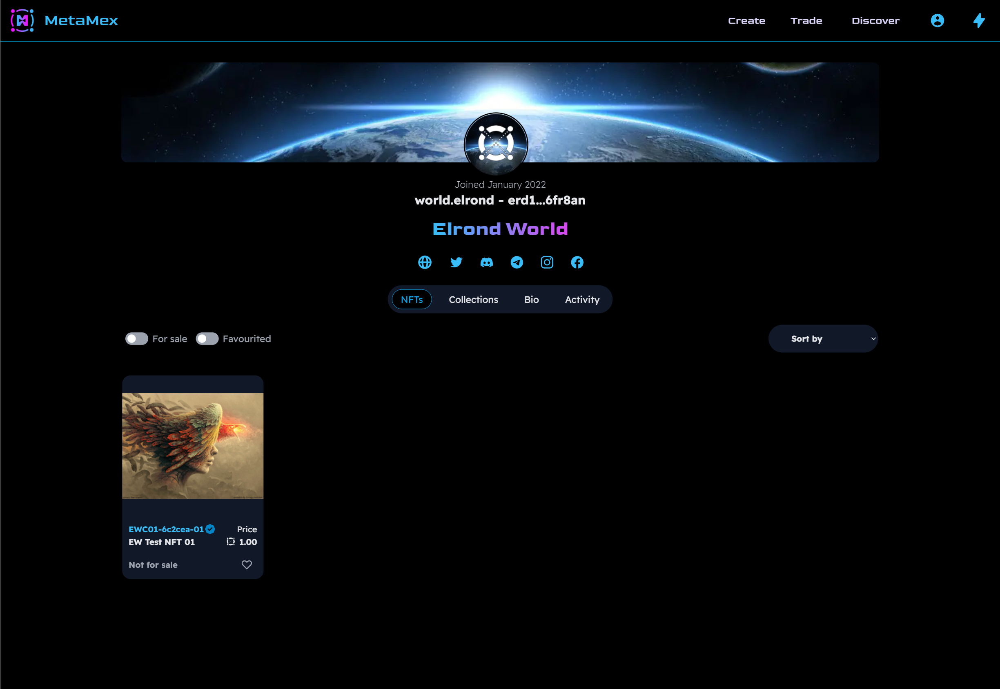 MetaMex
Create Trade Discover
Joined January 2022
world.elrond - erd1...6fr8an
Elrond World
NFTs Collections Bio Activity
For sale Favourited
Sort by
EWC01-6c2cea-01 Price
EW Test NFT 01 1.00
Not for sale